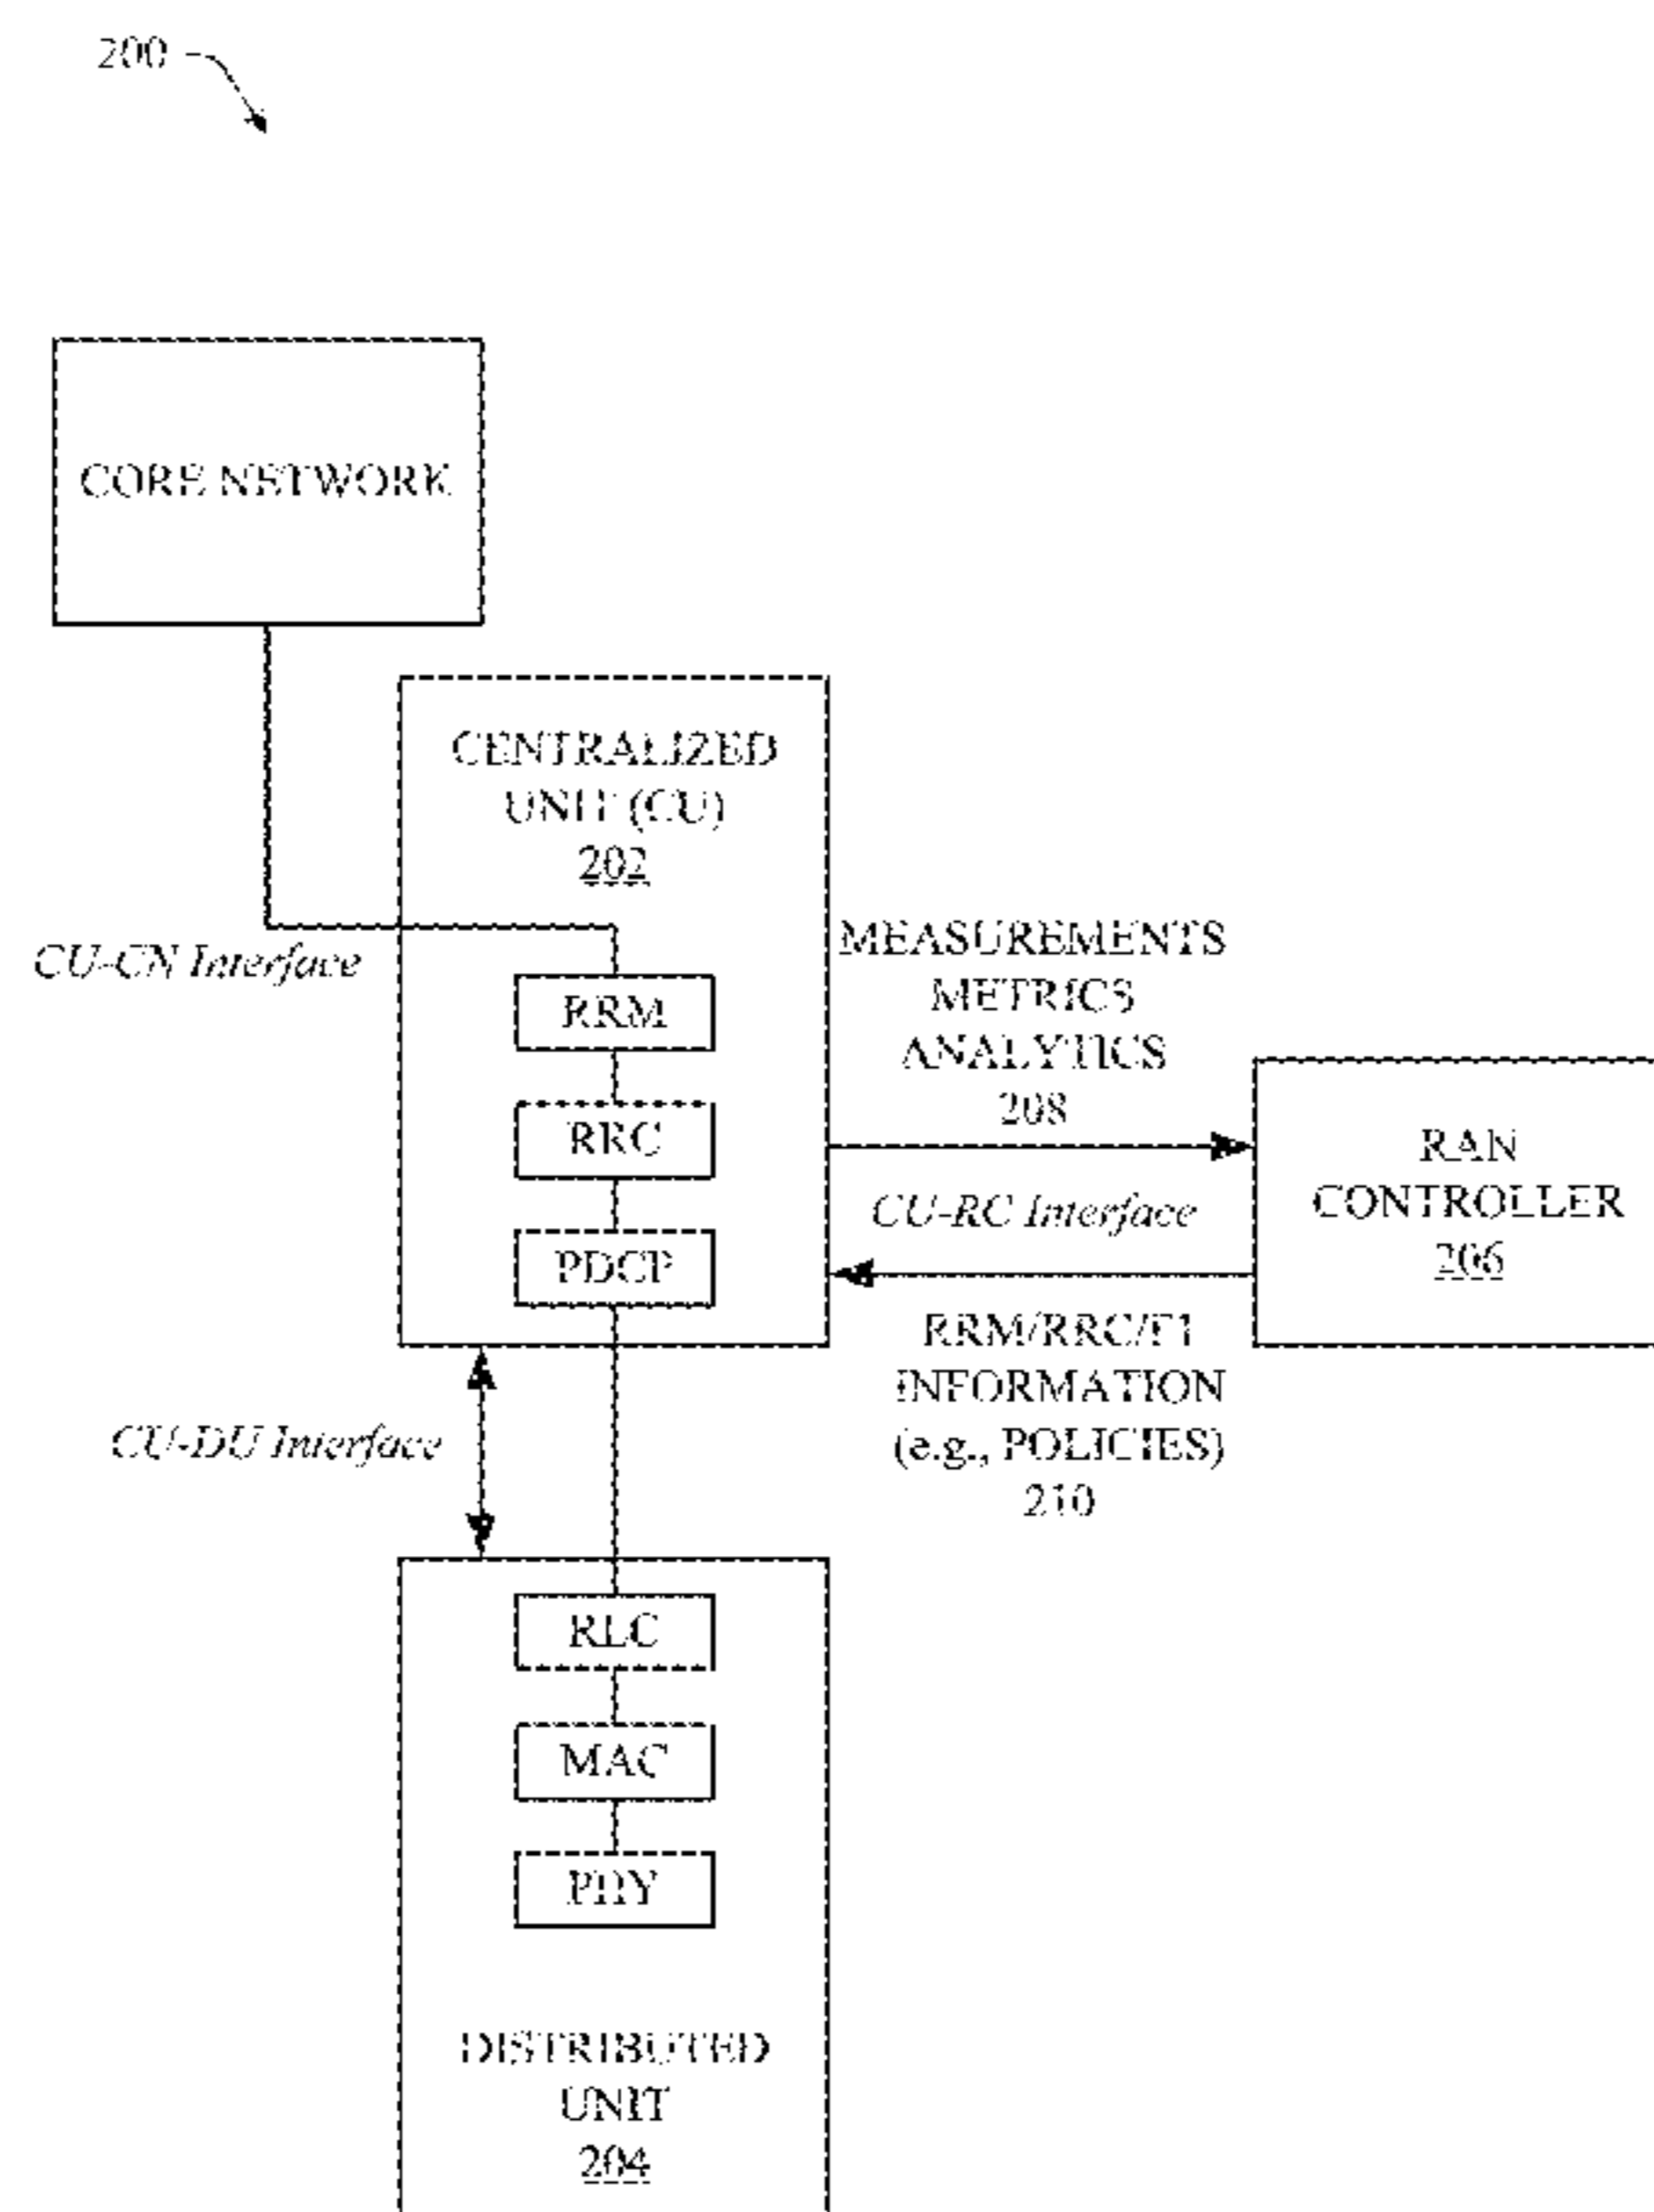 200
CORE NETWORK
CENTRALIZED
UNIT (CU)
202
CU-CN Interface
RRM
RRC
PDCP
MEASUREMENTS
METRICS
ANALYTICS
208
CU-RC Interface
RAN
CONTROLLER
206
RRM/RRC/F1
INFORMATION
(e.g., POLICIES)
210
CU-DU Interface
RLC
MAC
PHY
DISTRIBUTED
UNIT
204